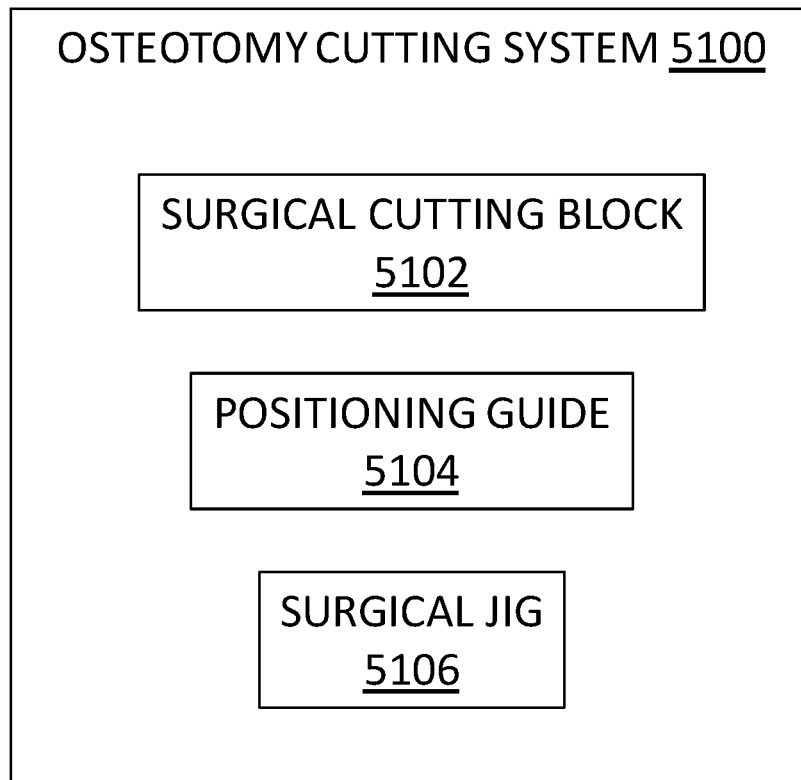 OSTEOTOMY CUTTING SYSTEM 5100
SURGICAL CUTTING BLOCK
5102
POSITIONING GUIDE
5104
SURGICAL JIG
5106